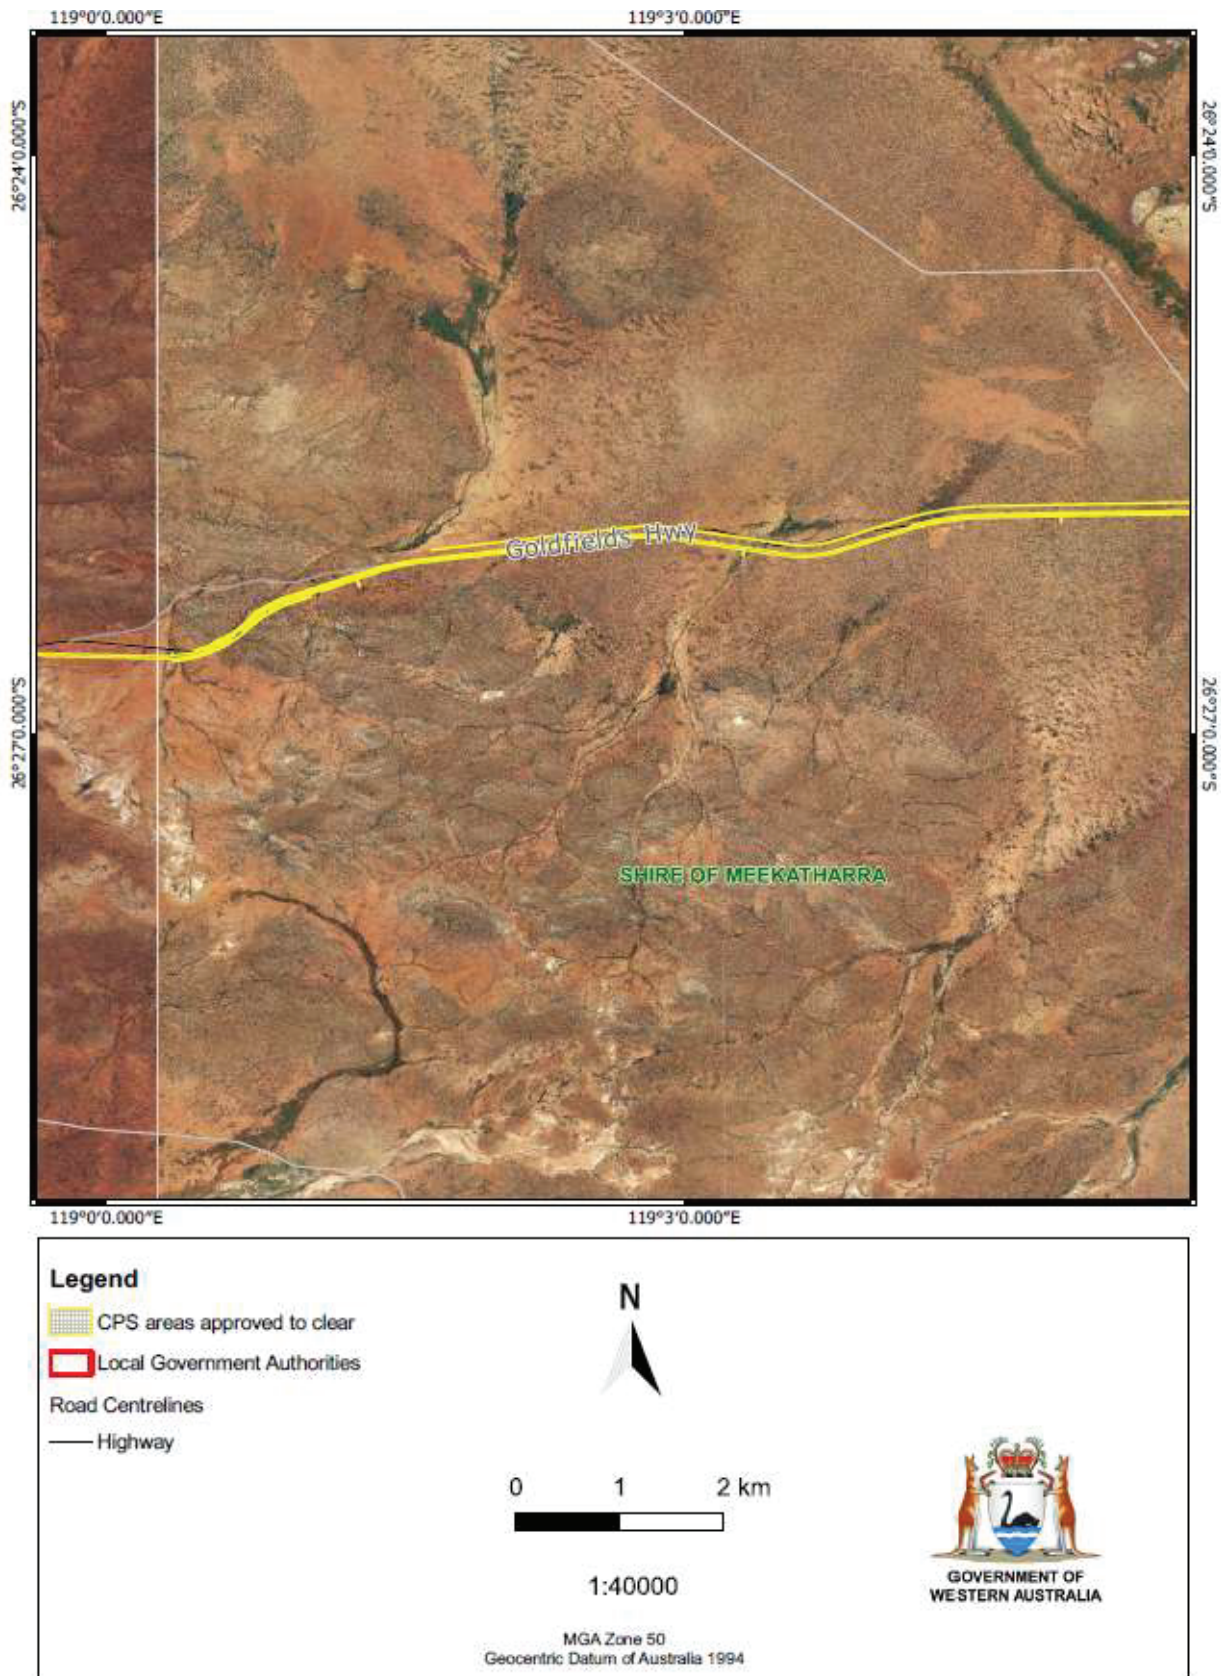 119°0'0.000"E
119°3'0.000"E
26°24'0.000"S
26°24'0.000"S
Goldfields Hwy
26°27'0.000"S
26°27'0.000"S
SHIRE OF MEEKATHARRA
119°0'0.000"E
119°3'0.000"E
Legend
CPS areas approved to clear
Local Government Authorities
Road Centrelines
Highway
N
0 1 2 km
1:40000
MGA Zone 50
Geocentric Datum of Australia 1994
GOVERNMENT OF
WESTERN AUSTRALIA